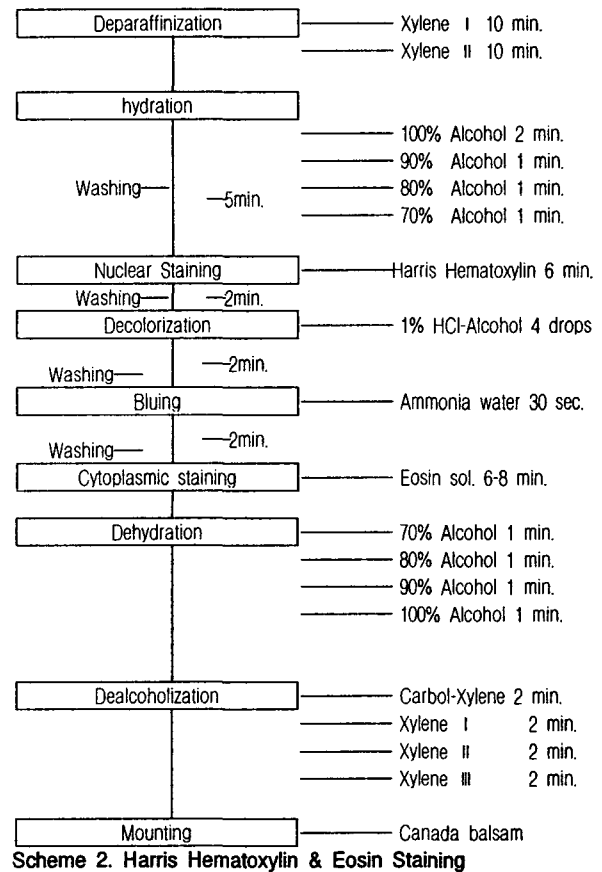 Deparaffinization Xylene I 10 min.
Xylene II 10 min.
hydration
100% Alcohol 2 min.
90% Alcohol 1 min.
Washing 5min. 80% Alcohol 1 min.
70% Alcohol 1 min.
Nuclear Staining Harris Hematoxylin 6 min.
Washing 2min.
Decolorization 1% HCl-Alcohol 4 drops
Washing 2min.
Bluing Ammonia water 30 sec.
Washing 2min.
Cytoplasmic staining Eosin sol. 6-8 min.
Dehydration 70% Alcohol 1 min.
80% Alcohol 1 min.
90% Alcohol 1 min.
100% Alcohol 1 min.
Dealcoholization Carbol-Xylene 2 min.
Xylene I 2 min.
Xylene II 2 min.
Xylene III 2 min.
Mounting Canada balsam
Scheme 2. Harris Hematoxylin & Eosin Staining